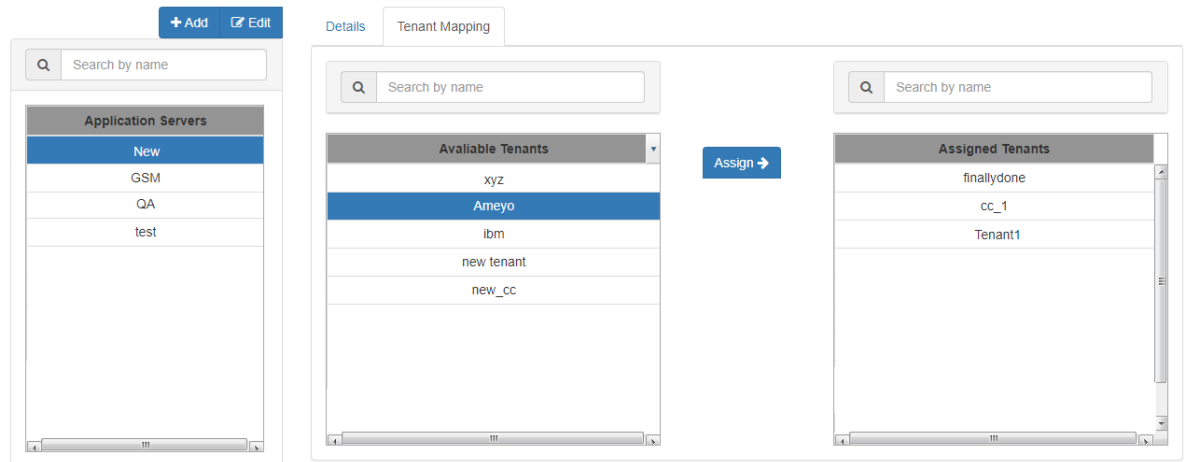 Add Edit
Search by name
Application Servers
New
GSM
QA
test
Details Tenant Mapping
Search by name
Avaliable Tenants
xyz
Ameyo
ibm
new tenant
new_cc
Assign
Search by name
Assigned Tenants
finallydone
cc_1
Tenant1